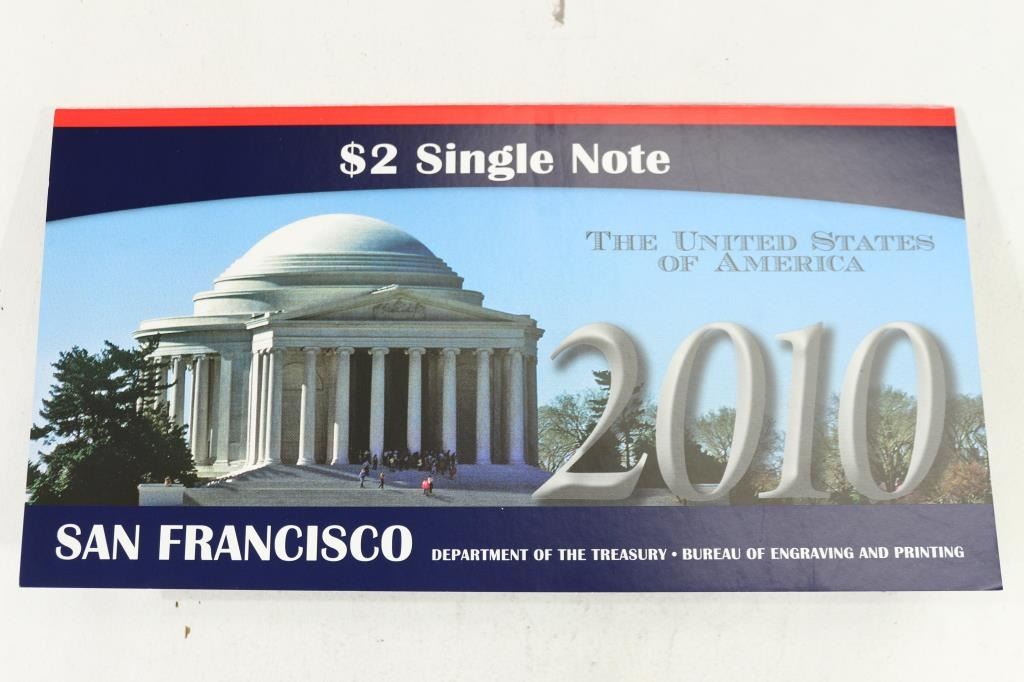 $2 Single Note
THE UNITED STATES
OF AMERICA
2010
SAN FRANCISCO
DEPARTMENT OF THE TREASURY • BUREAU OF ENGRAVING AND PRINTING